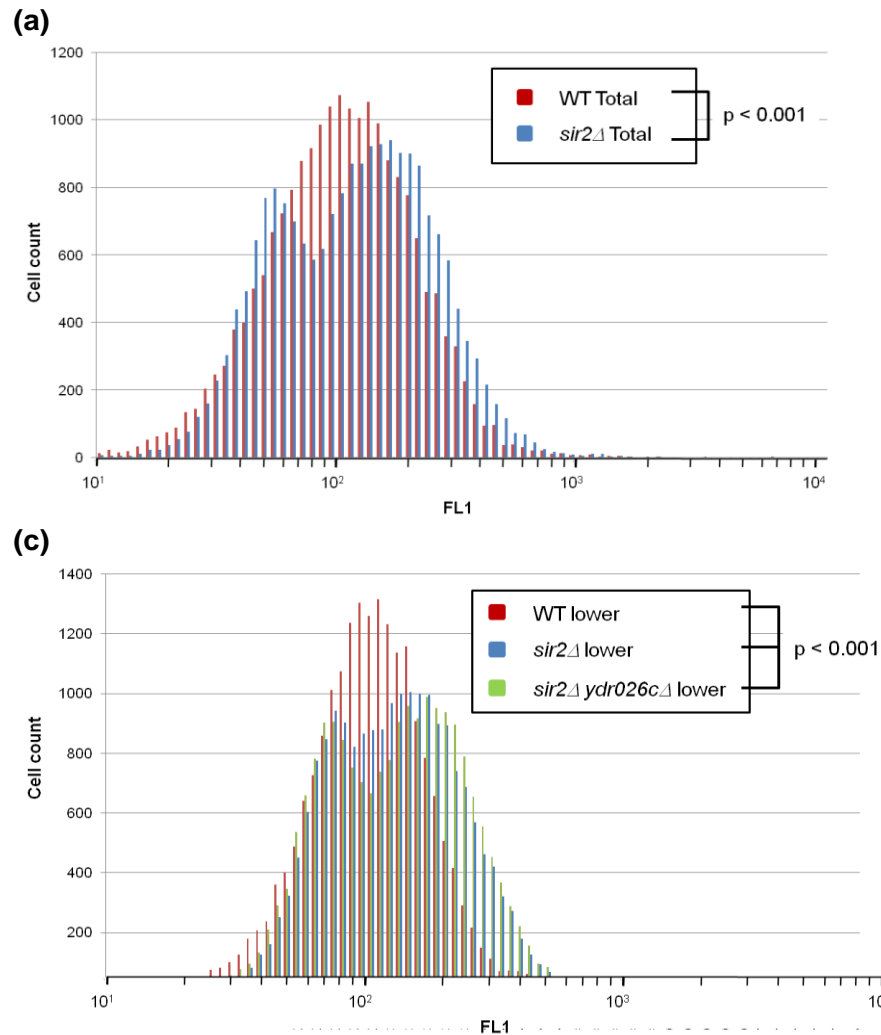 (a)
1200
1000
800
600
400
200
0
Cell count
WT Total
sir2Δ Total
p < 0.001
10¹ 10² 10³ 10⁴
FL1
(c)
1400
1200
1000
800
600
400
200
Cell count
WT lower
sir2Δ lower
sir2Δ ydr026cΔ lower
p < 0.001
10¹ 10² 10³ 10
FL1